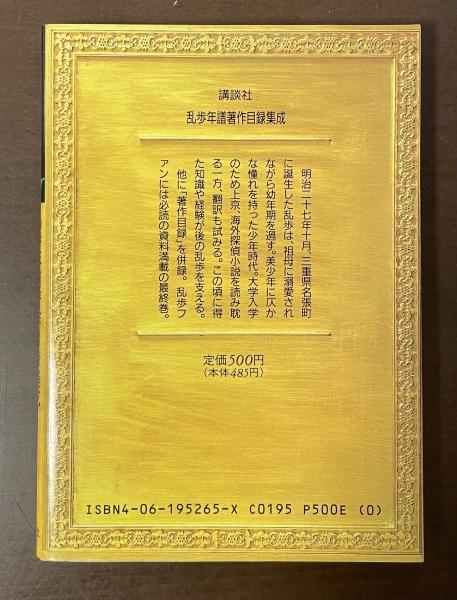 講談社
乱歩年譜著作目録集成
明治二十七年十月、三重県名張町
に誕生した乱歩は、祖母に溺愛され
ながら幼年期を過す。美少年に仄か
な憧れを持った少年時代。大学入学
のため上京、海外探偵小説を読み耽
る一方、翻訳も試みる。この頃に得
た知識や経験が後の乱歩を支える。
他に「著作目録」を併録。乱歩フ
ァンには必読の資料満載の最終巻。
定価500円
(本体485円)
ISBN4-06-195265-X C0195 P500E (0)